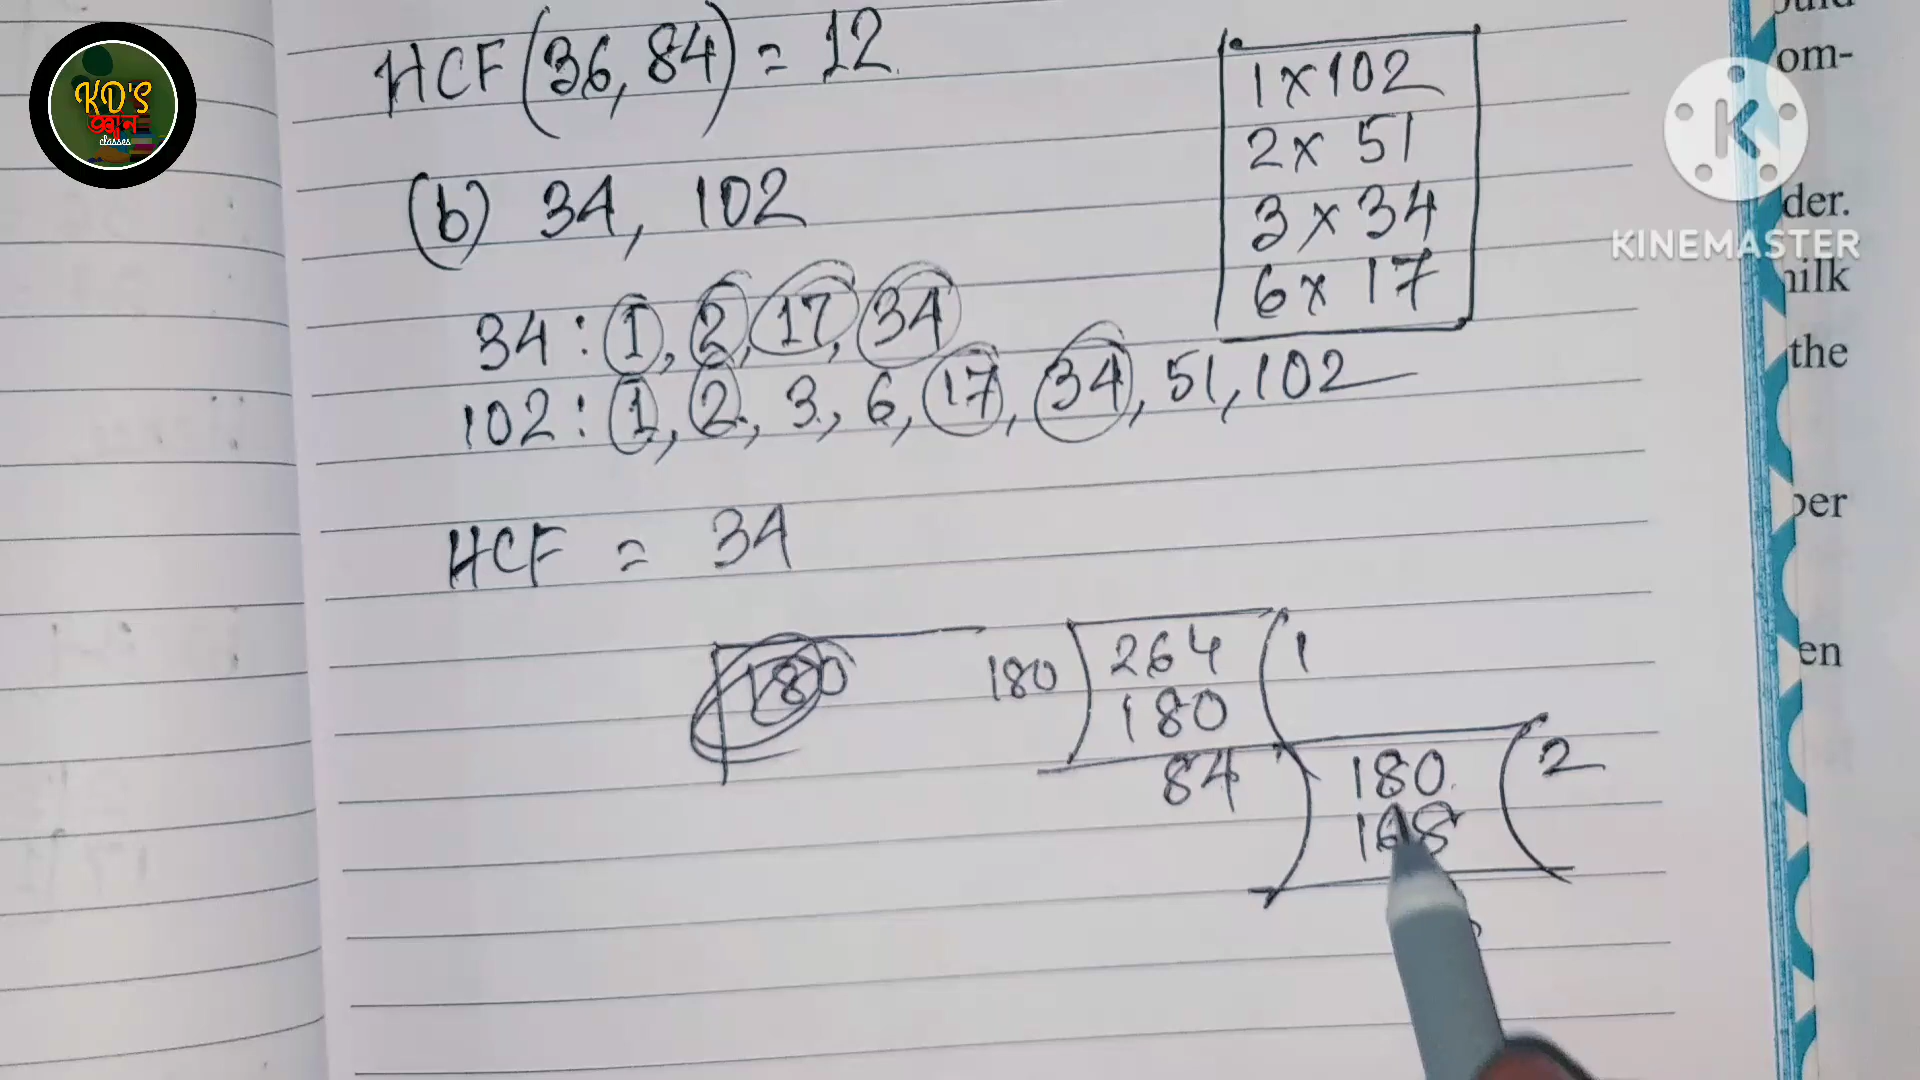 KD'S
জ্ঞান
classes
HCF (36, 84) = 12
1 x 102
2 x 51
3 x 34
6 x 17
(b) 34, 102
34 : 1, 2, 17, 34
102 : 1, 2, 3, 6, 17, 34, 51, 102
HCF = 34
180
180 ) 264 ( 1
180
84 ) 180 ( 2
168
K
KINEMASTER
om-
der.
the
en